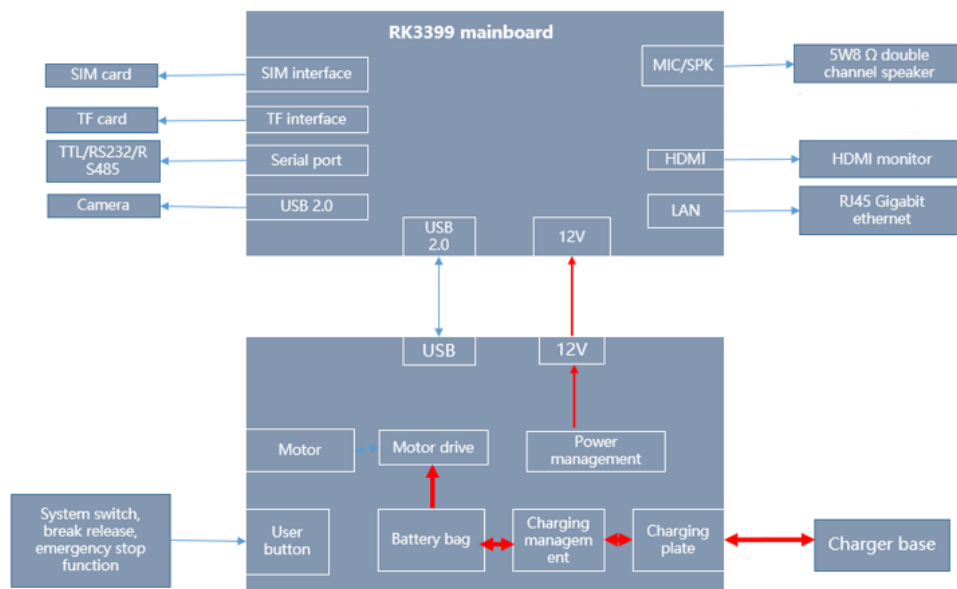 RK3399 mainboard
SIM card
SIM interface
MIC/SPK
5W8 Ω double
channel speaker
TF card
TF interface
TTL/RS232/R
S485
Serial port
HDMI
HDMI monitor
Camera
USB 2.0
LAN
RJ45 Gigabit
ethernet
USB
2.0
12V
USB
12V
Motor
Motor drive
Power
management
System switch,
break release,
emergency stop
function
User
button
Battery bag
Charging
managem
ent
Charging
plate
Charger base